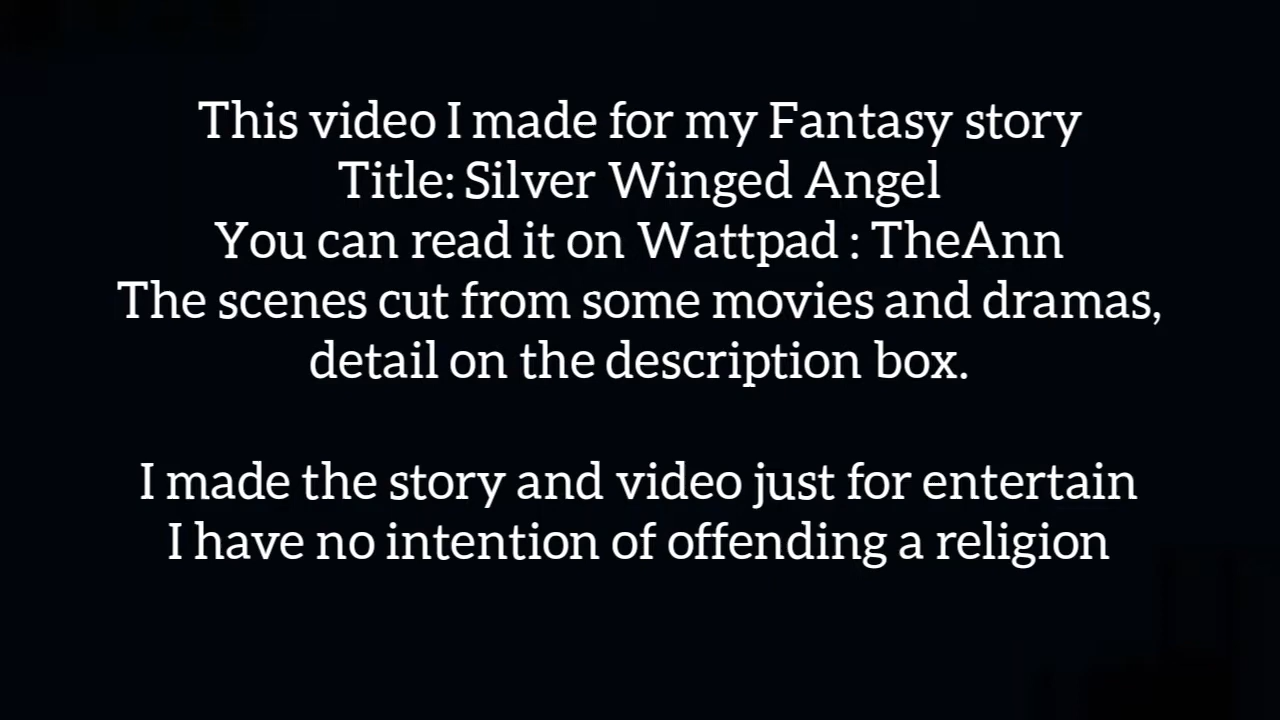 This video I made for my Fantasy story
Title: Silver Winged Angel
You can read it on Wattpad : TheAnn
The scenes cut from some movies and dramas,
detail on the description box.
I made the story and video just for entertain
I have no intention of offending a religion